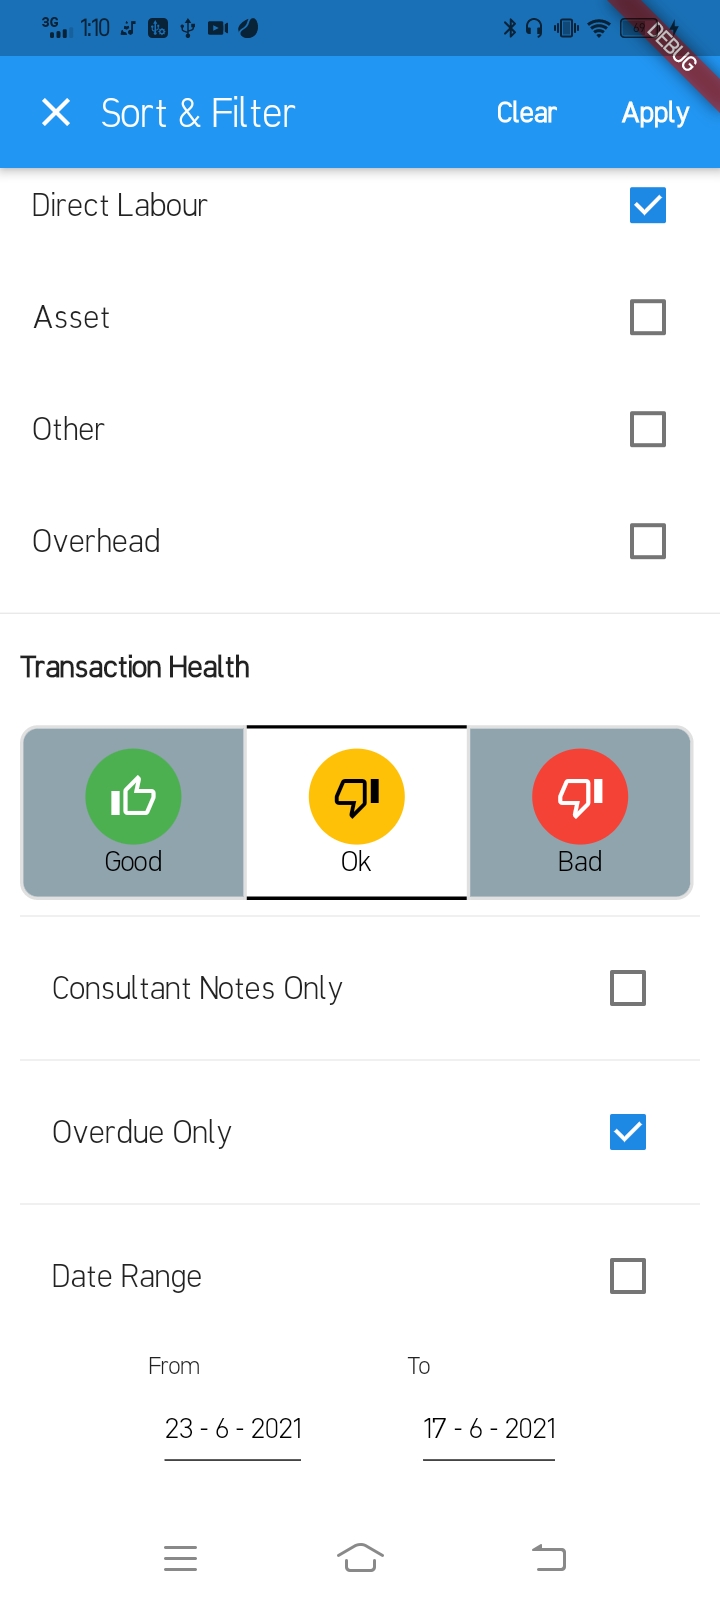 3G 1:10 69
DEBUG
Sort & Filter Clear Apply
Direct Labour
Asset
Other
Overhead
Transaction Health
Good Ok Bad
Consultant Notes Only
Overdue Only
Date Range
From To
23 - 6 - 2021 17 - 6 - 2021